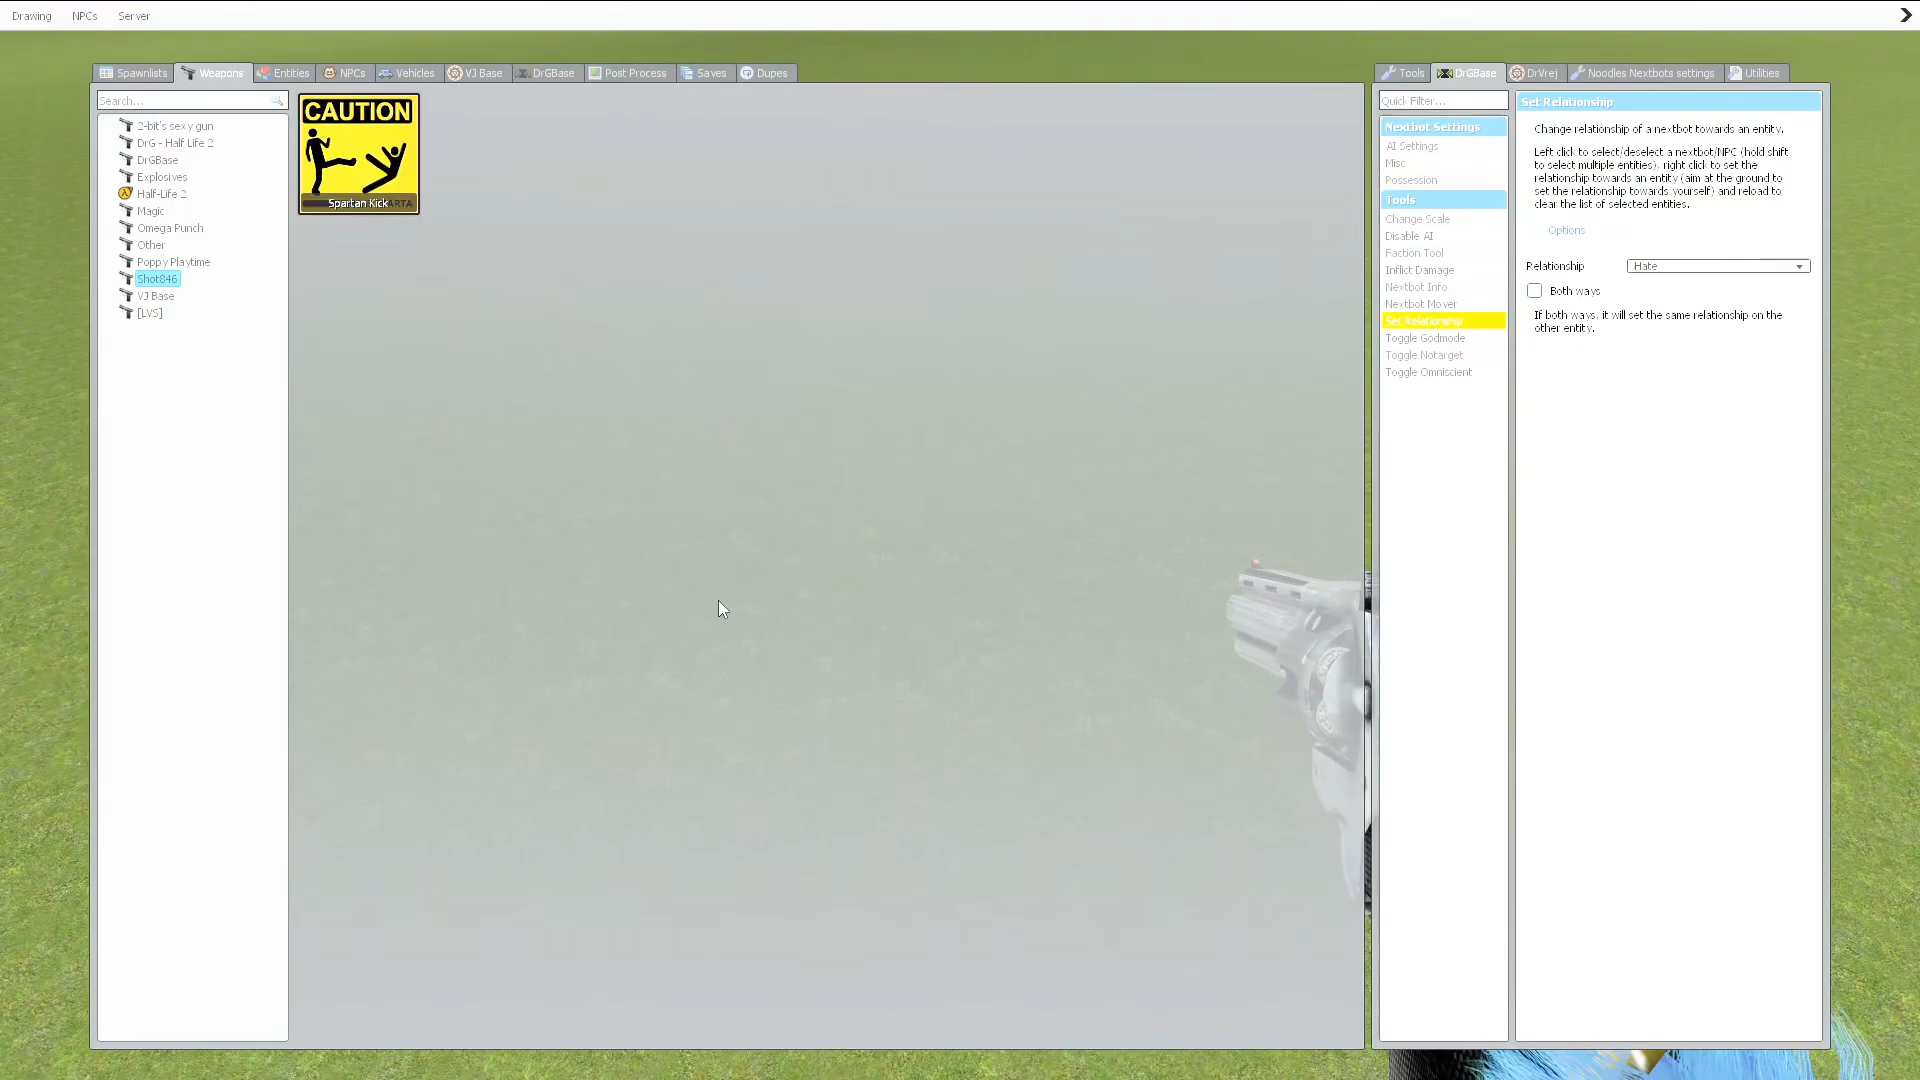 Drawing NPCs Server
Spawnlists Weapons Entities NPCs Vehicles VJ Base DrGBase Post Process Saves Dupes
Tools DrGBase DrVrej Noodles Nextbots settings Utilities
Search...
2-bit's sexy gun
DrG - Half Life 2
DrGBase
Explosives
Half-Life 2
Magic
Omega Punch
Other
Poppy Playtime
Shot846
VJ Base
[LVS]
CAUTION
Spartan Kick
Quick Filter...
Nextbot Settings
AI Settings
Misc
Possession
Tools
Change Scale
Disable AI
Faction Tool
Inflict Damage
Nextbot Info
Nextbot Mover
Set Relationship
Toggle Godmode
Toggle Notarget
Toggle Omniscient
Set Relationship
Change relationship of a nextbot towards an entity.
Left click to select/deselect a nextbot/NPC (hold shift
to select multiple entities), right click to set the
relationship towards an entity (aim at the ground to
set the relationship towards yourself) and reload to
clear the list of selected entities.
Options
Relationship Hate
Both ways
If both ways, it will set the same relationship on the
other entity.